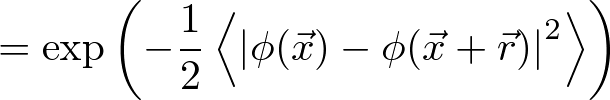 = exp(−1/2 ⟨|ϕ(x⃗) − ϕ(x⃗ + r⃗)|²⟩)